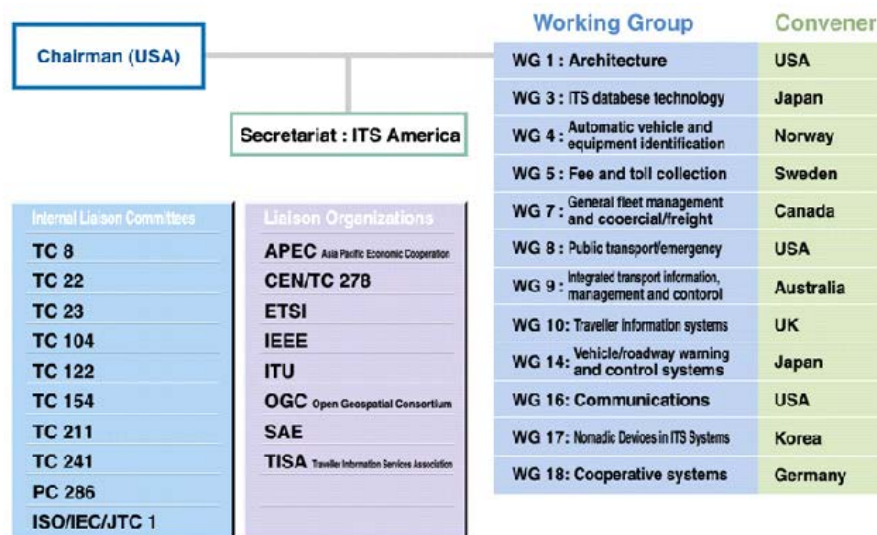 Chairman (USA)
Secretariat : ITS America
Working Group Convener
WG 1 : Architecture USA
WG 3 : ITS databese technology Japan
WG 4 : Automatic vehicle and
equipment identification Norway
WG 5 : Fee and toll collection Sweden
WG 7 : General fleet management
and cooercial/freight Canada
WG 8 : Public transport/emergency USA
WG 9 : Integrated transport information,
management and contorol Australia
WG 10: Traveller Information systems UK
WG 14: Vehicle/roadway warning
and control systems Japan
WG 16: Communications USA
WG 17: Nomadic Devices in ITS Systems Korea
WG 18: Cooperative systems Germany
Internal Liaison Committees
TC 8
TC 22
TC 23
TC 104
TC 122
TC 154
TC 211
TC 241
PC 286
ISO/IEC/JTC 1
Liaison Organizations
APEC Asia Pacific Economic Cooperation
CEN/TC 278
ETSI
IEEE
ITU
OGC Open Geospatial Consortium
SAE
TISA Traveller Information Services Association